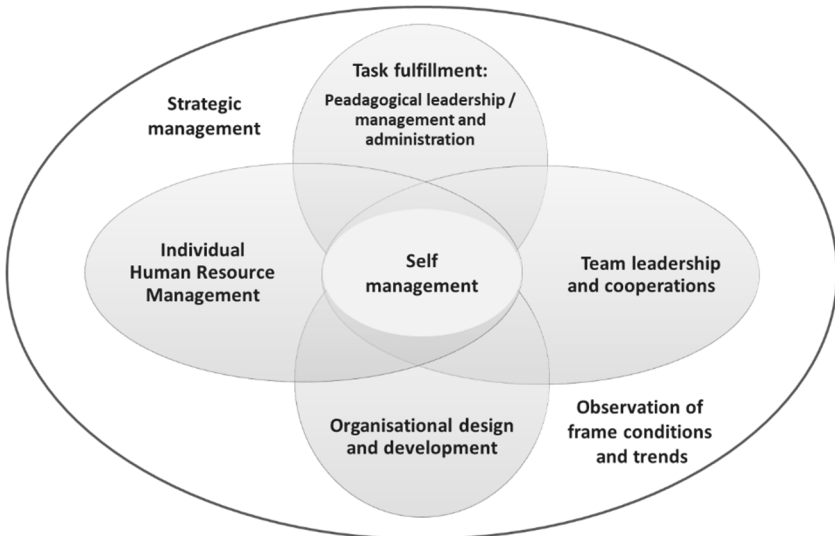 Task fulfillment:
Peadagogical leadership /
management and
administration
Strategic
management
Individual
Human Resource
Management
Self
management
Team leadership
and cooperations
Organisational design
and development
Observation of
frame conditions
and trends